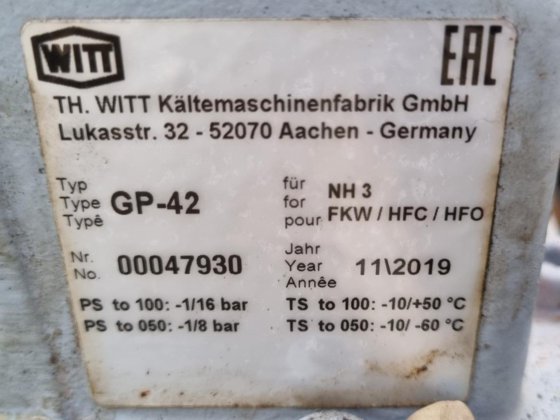 WITT
EAC
TH. WITT Kältemaschinenfabrik GmbH
Lukasstr. 32 - 52070 Aachen - Germany
Typ
Type GP-42
Typê
für NH 3
for
pour FKW / HFC / HFO
Nr.
No. 00047930
Jahr
Year 11\2019
Annêe
PS to 100: -1/16 bar TS to 100: -10/+50 °C
PS to 050: -1/8 bar TS to 050: -10/ -60 °C